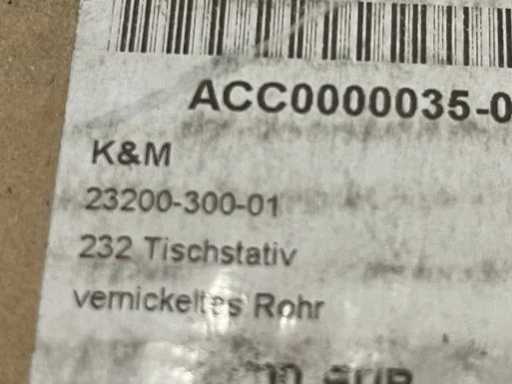 ACC0000035-0
K&M
23200-300-01
232 Tischstativ
vernickeltes Rohr